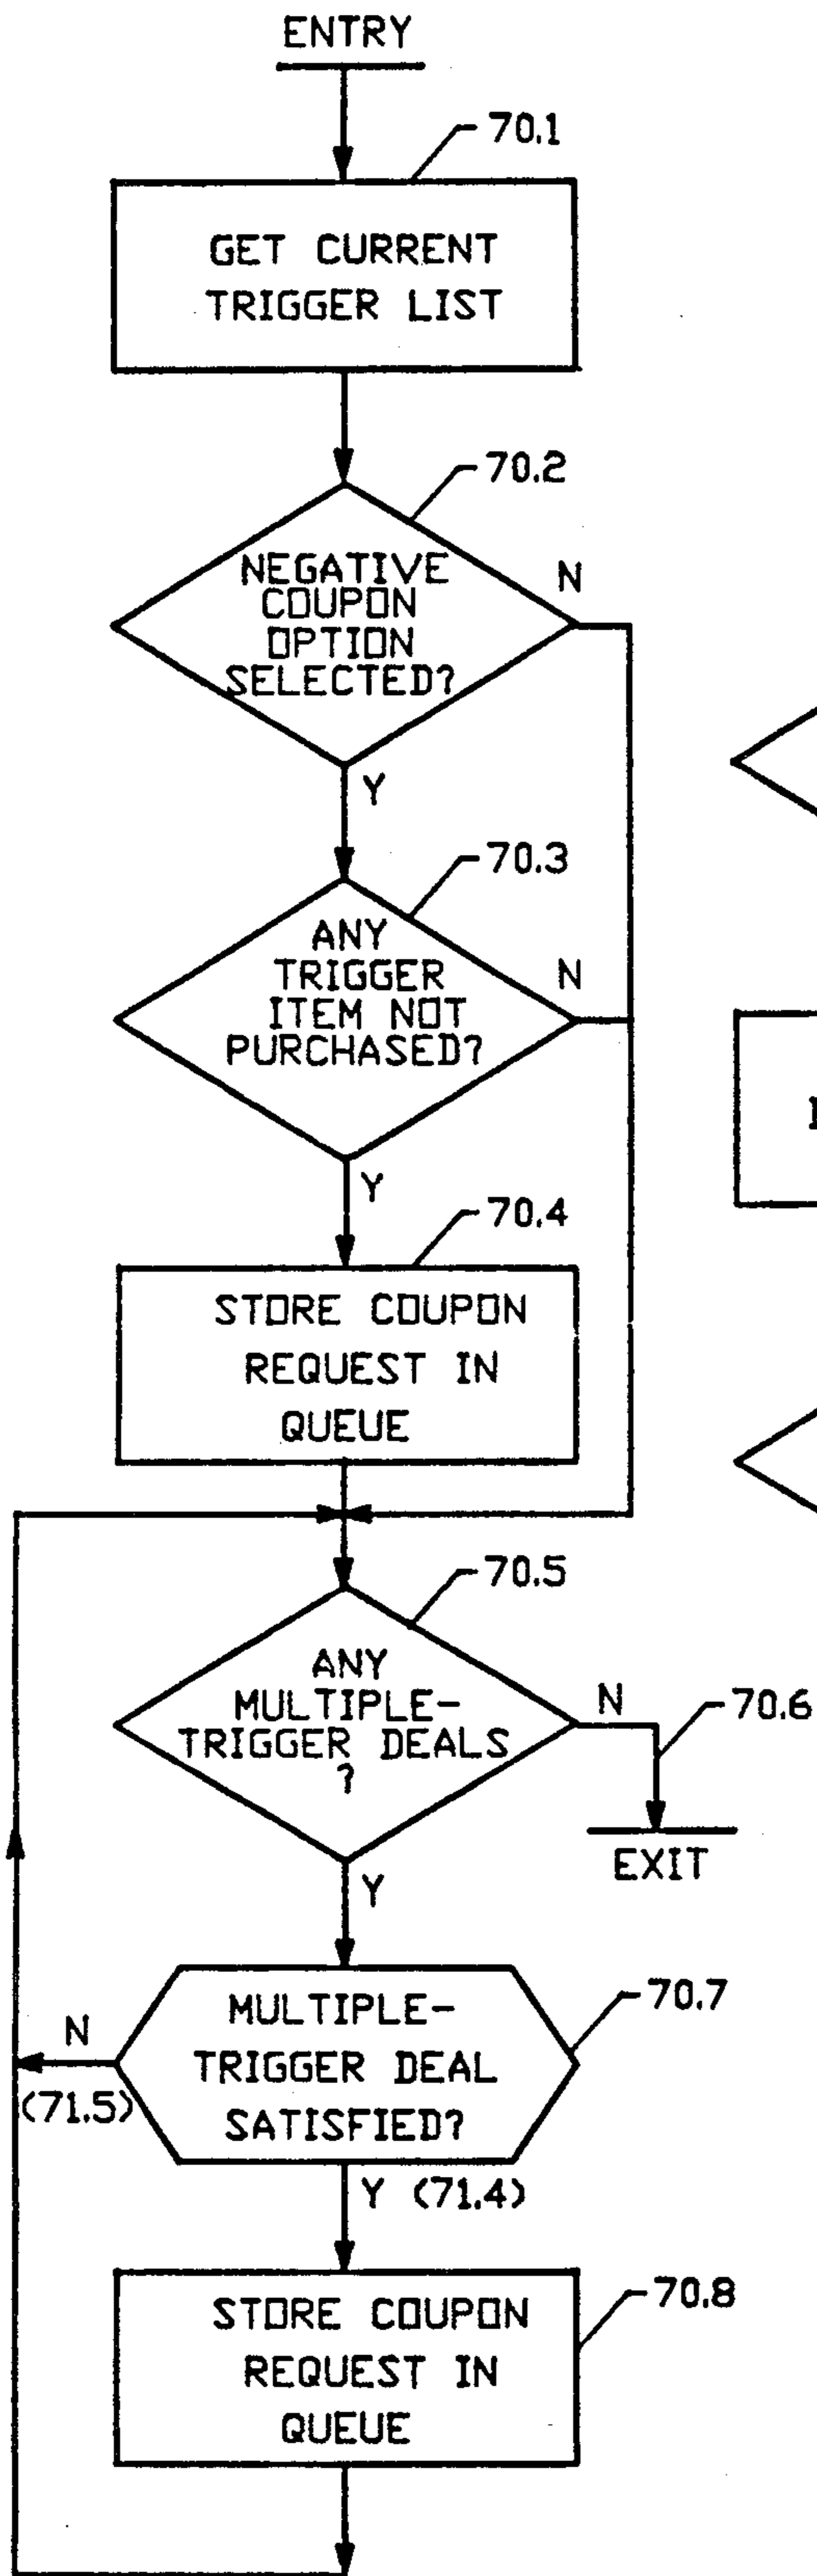 ENTRY
70.1
GET CURRENT
TRIGGER LIST
70.2
NEGATIVE
COUPON
OPTION
SELECTED?
N
Y
70.3
ANY
TRIGGER
ITEM NOT
PURCHASED?
N
Y
70.4
STORE COUPON
REQUEST IN
QUEUE
70.5
ANY
MULTIPLE-
TRIGGER DEALS
?
N
70.6
EXIT
Y
70.7
MULTIPLE-
TRIGGER DEAL
SATISFIED?
N
(71.5)
Y (71.4)
70.8
STORE COUPON
REQUEST IN
QUEUE